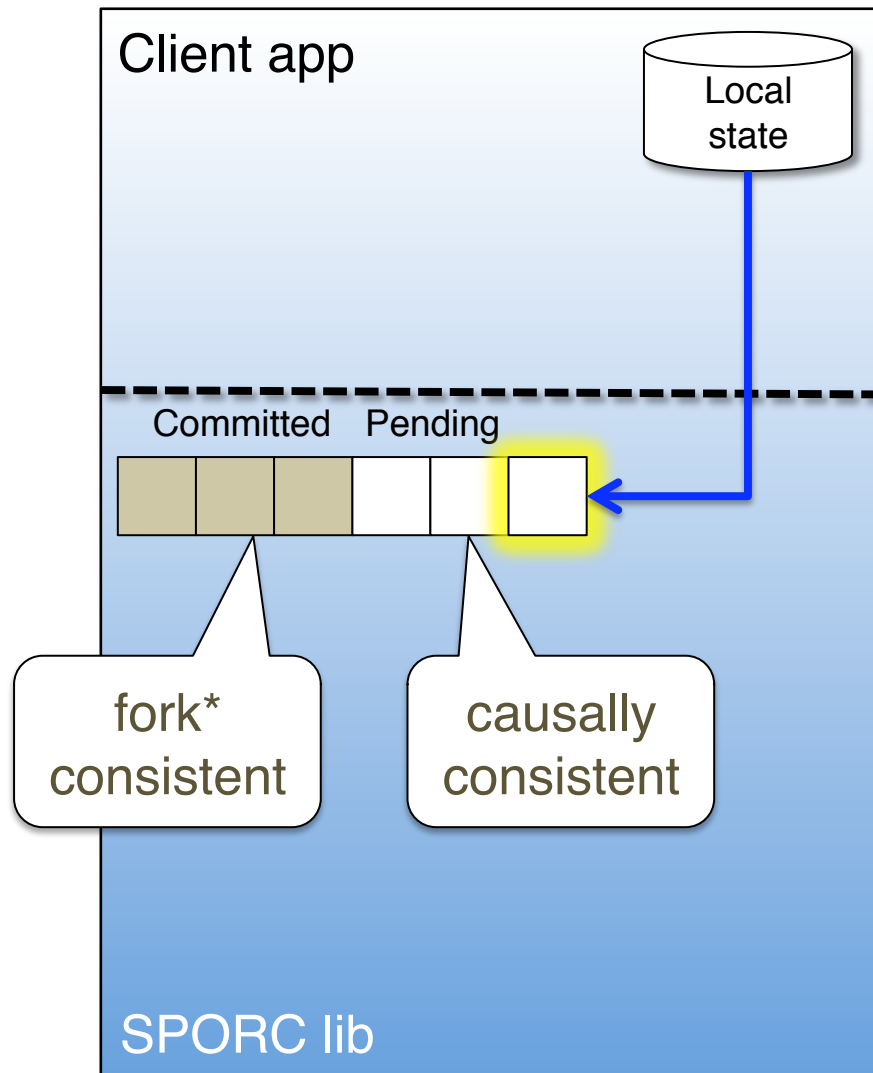 Client app
Local
state
Committed Pending
fork*
consistent
causally
consistent
SPORC lib